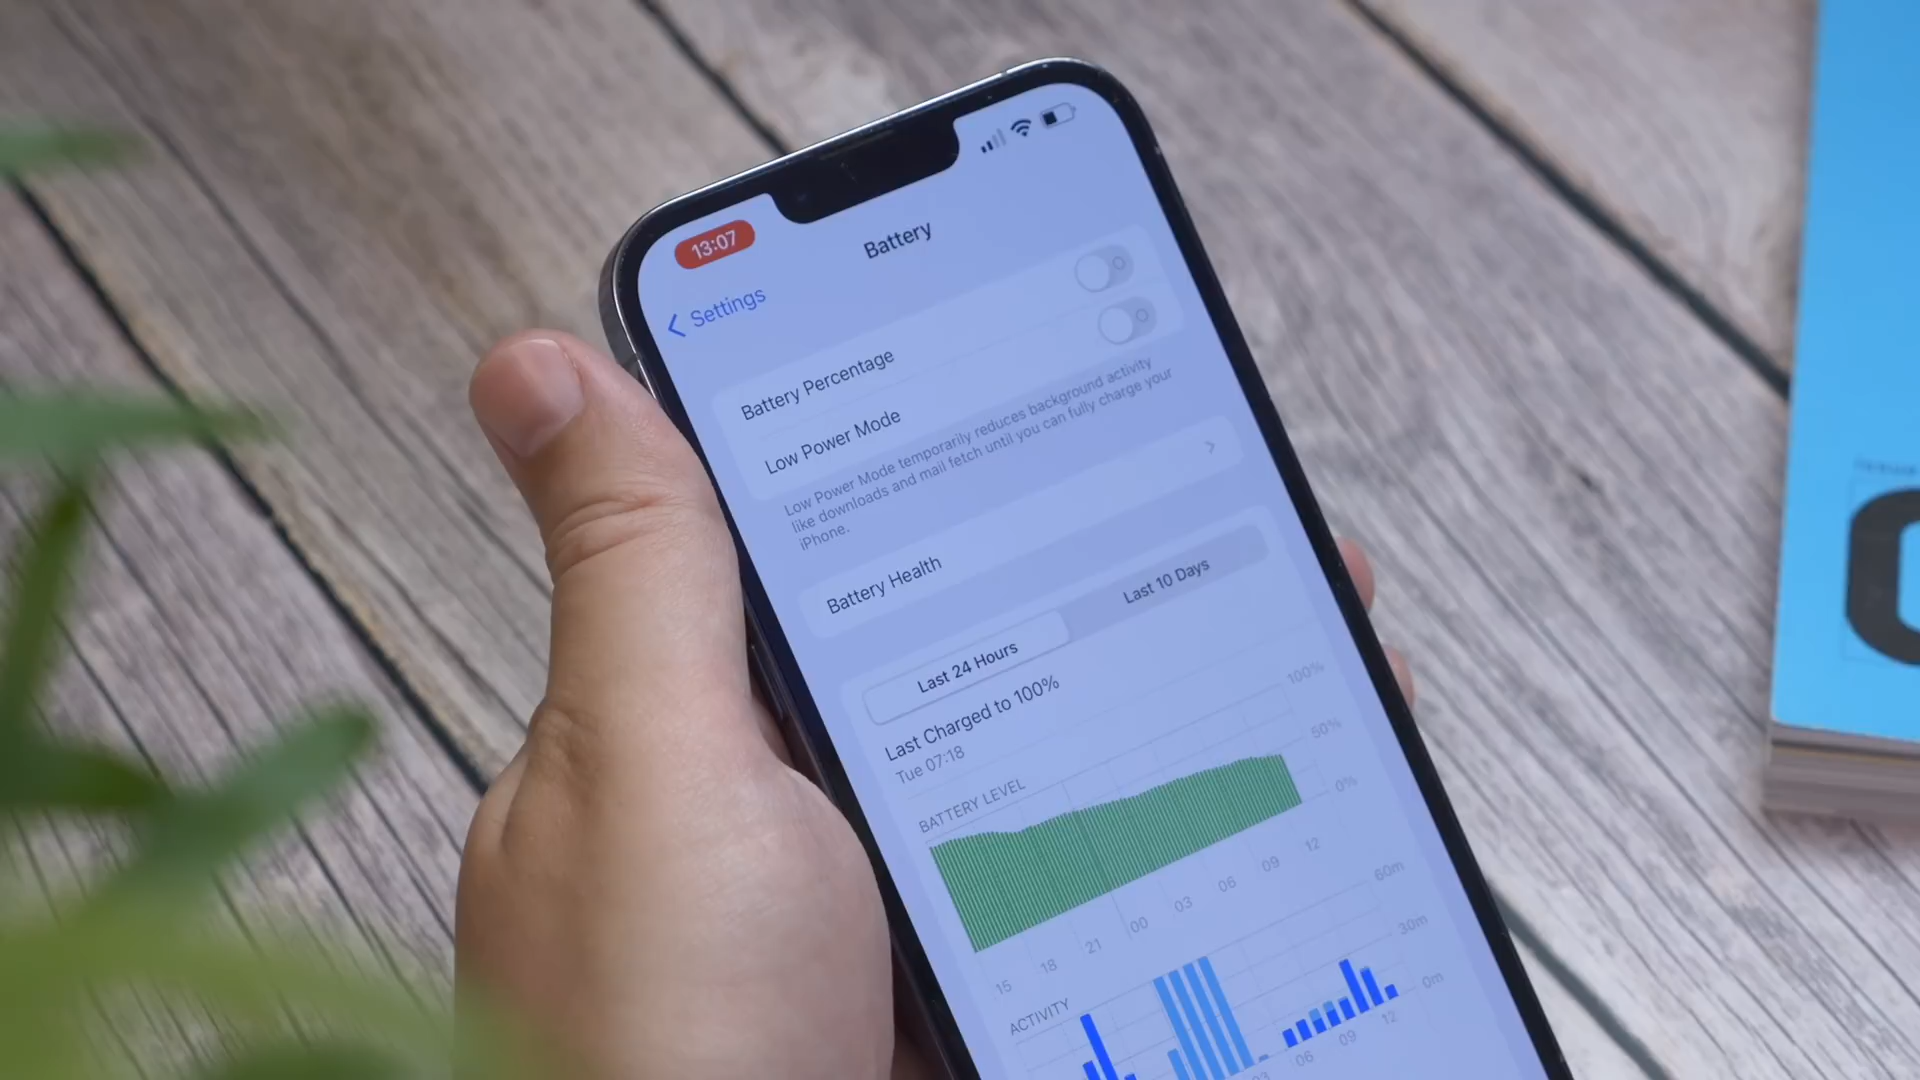 13:07
Settings
Battery
Battery Percentage
Low Power Mode
Low Power Mode temporarily reduces background activity
like downloads and mail fetch until you can fully charge your
iPhone.
Battery Health
Last 24 Hours
Last 10 Days
Last Charged to 100%
Tue 07:18
BATTERY LEVEL
100%
50%
0%
15 18 21 00 03 06 09 12
ACTIVITY
60m
30m
0m
03 06 09 12